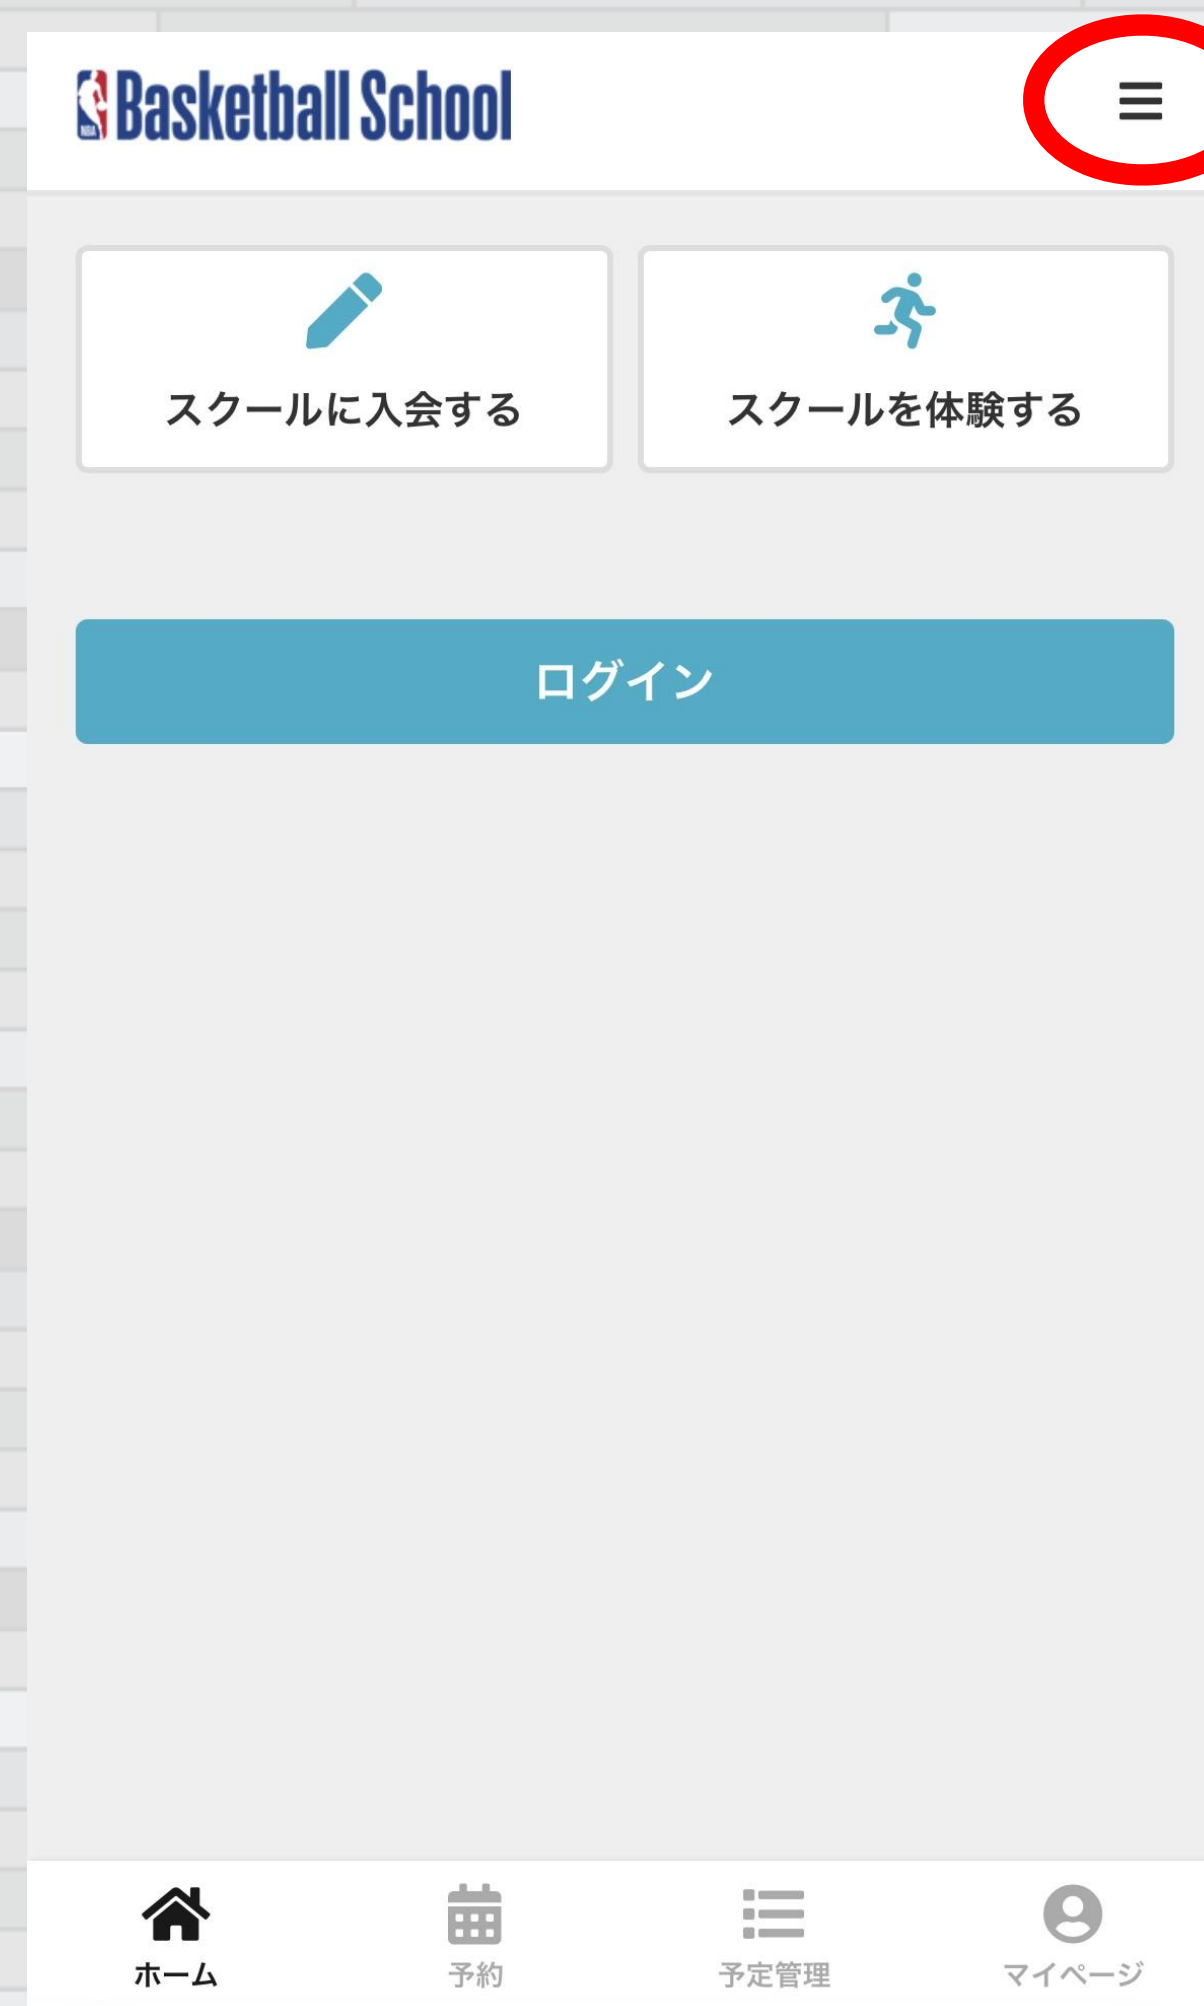 NBA Basketball School
スクールに入会する
スクールを体験する
ログイン
ホーム
予約
予定管理
マイページ